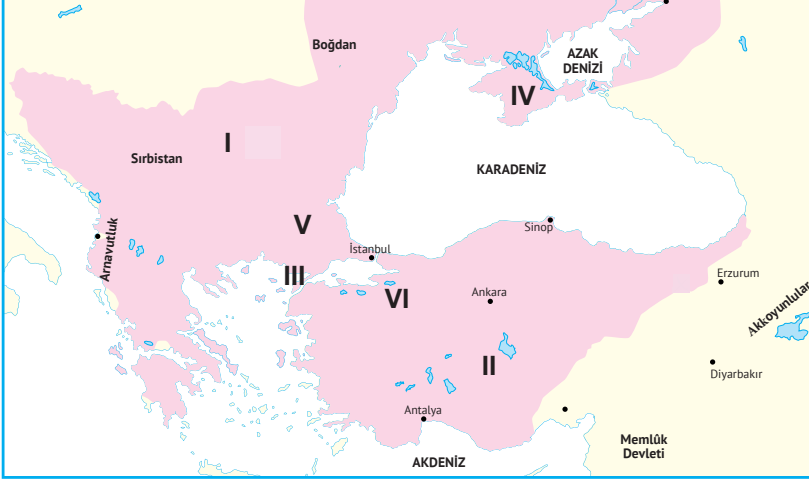 Boğdan
AZAK
DENİZİ
IV
I
Sırbistan
KARADENİZ
V
Sinop
Arnavutluk
İstanbul
III
Erzurum
VI
Ankara
Akkoyunlular
II
Diyarbakır
Antalya
Memlûk
Devleti
AKDENİZ